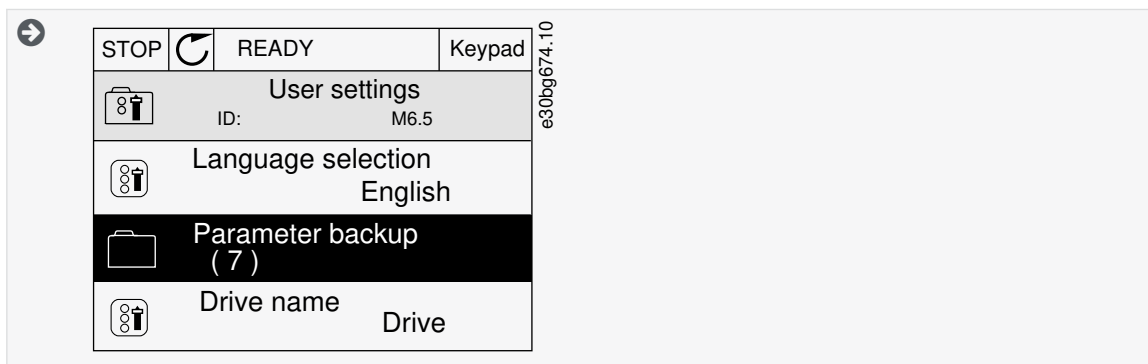 STOP READY Keypad
User settings
ID: M6.5
Language selection
English
Parameter backup
( 7 )
Drive name
Drive
e30bg674.10